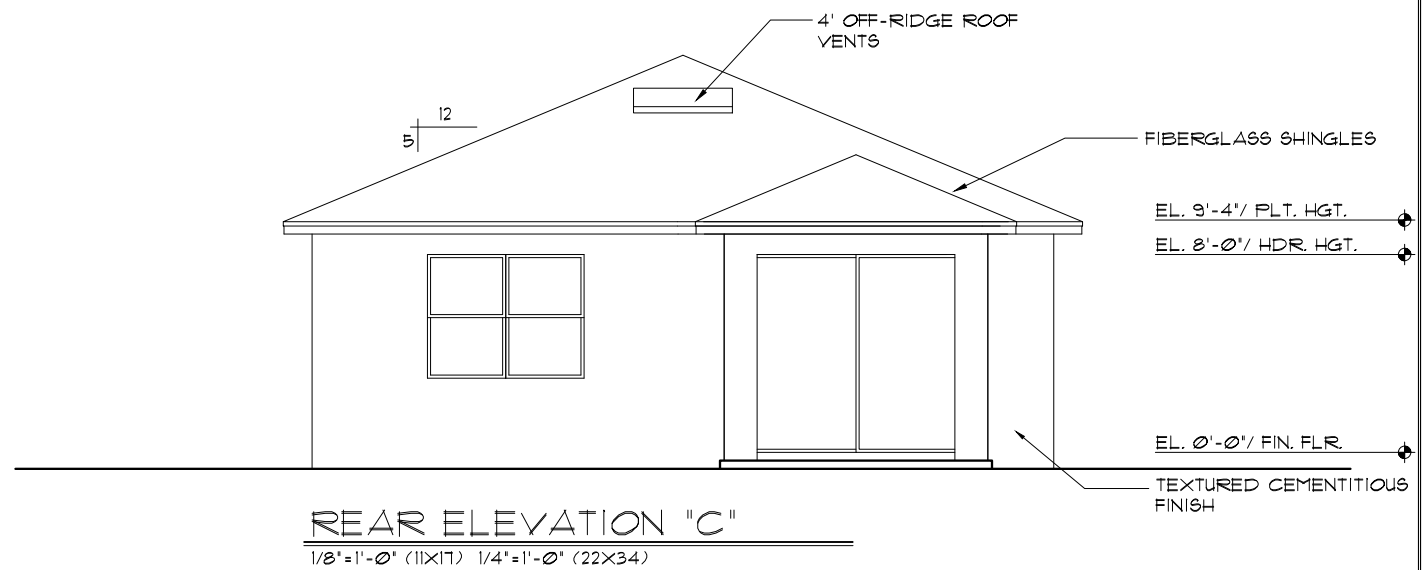 4' OFF-RIDGE ROOF
VENTS
12
5
FIBERGLASS SHINGLES
EL. 9'-4"/ PLT. HGT.
EL. 8'-0"/ HDR. HGT.
EL. 0'-0"/ FIN. FLR.
TEXTURED CEMENTITIOUS
FINISH
REAR ELEVATION "C"
1/8"=1'-0" (11X17) 1/4"=1'-0" (22X34)